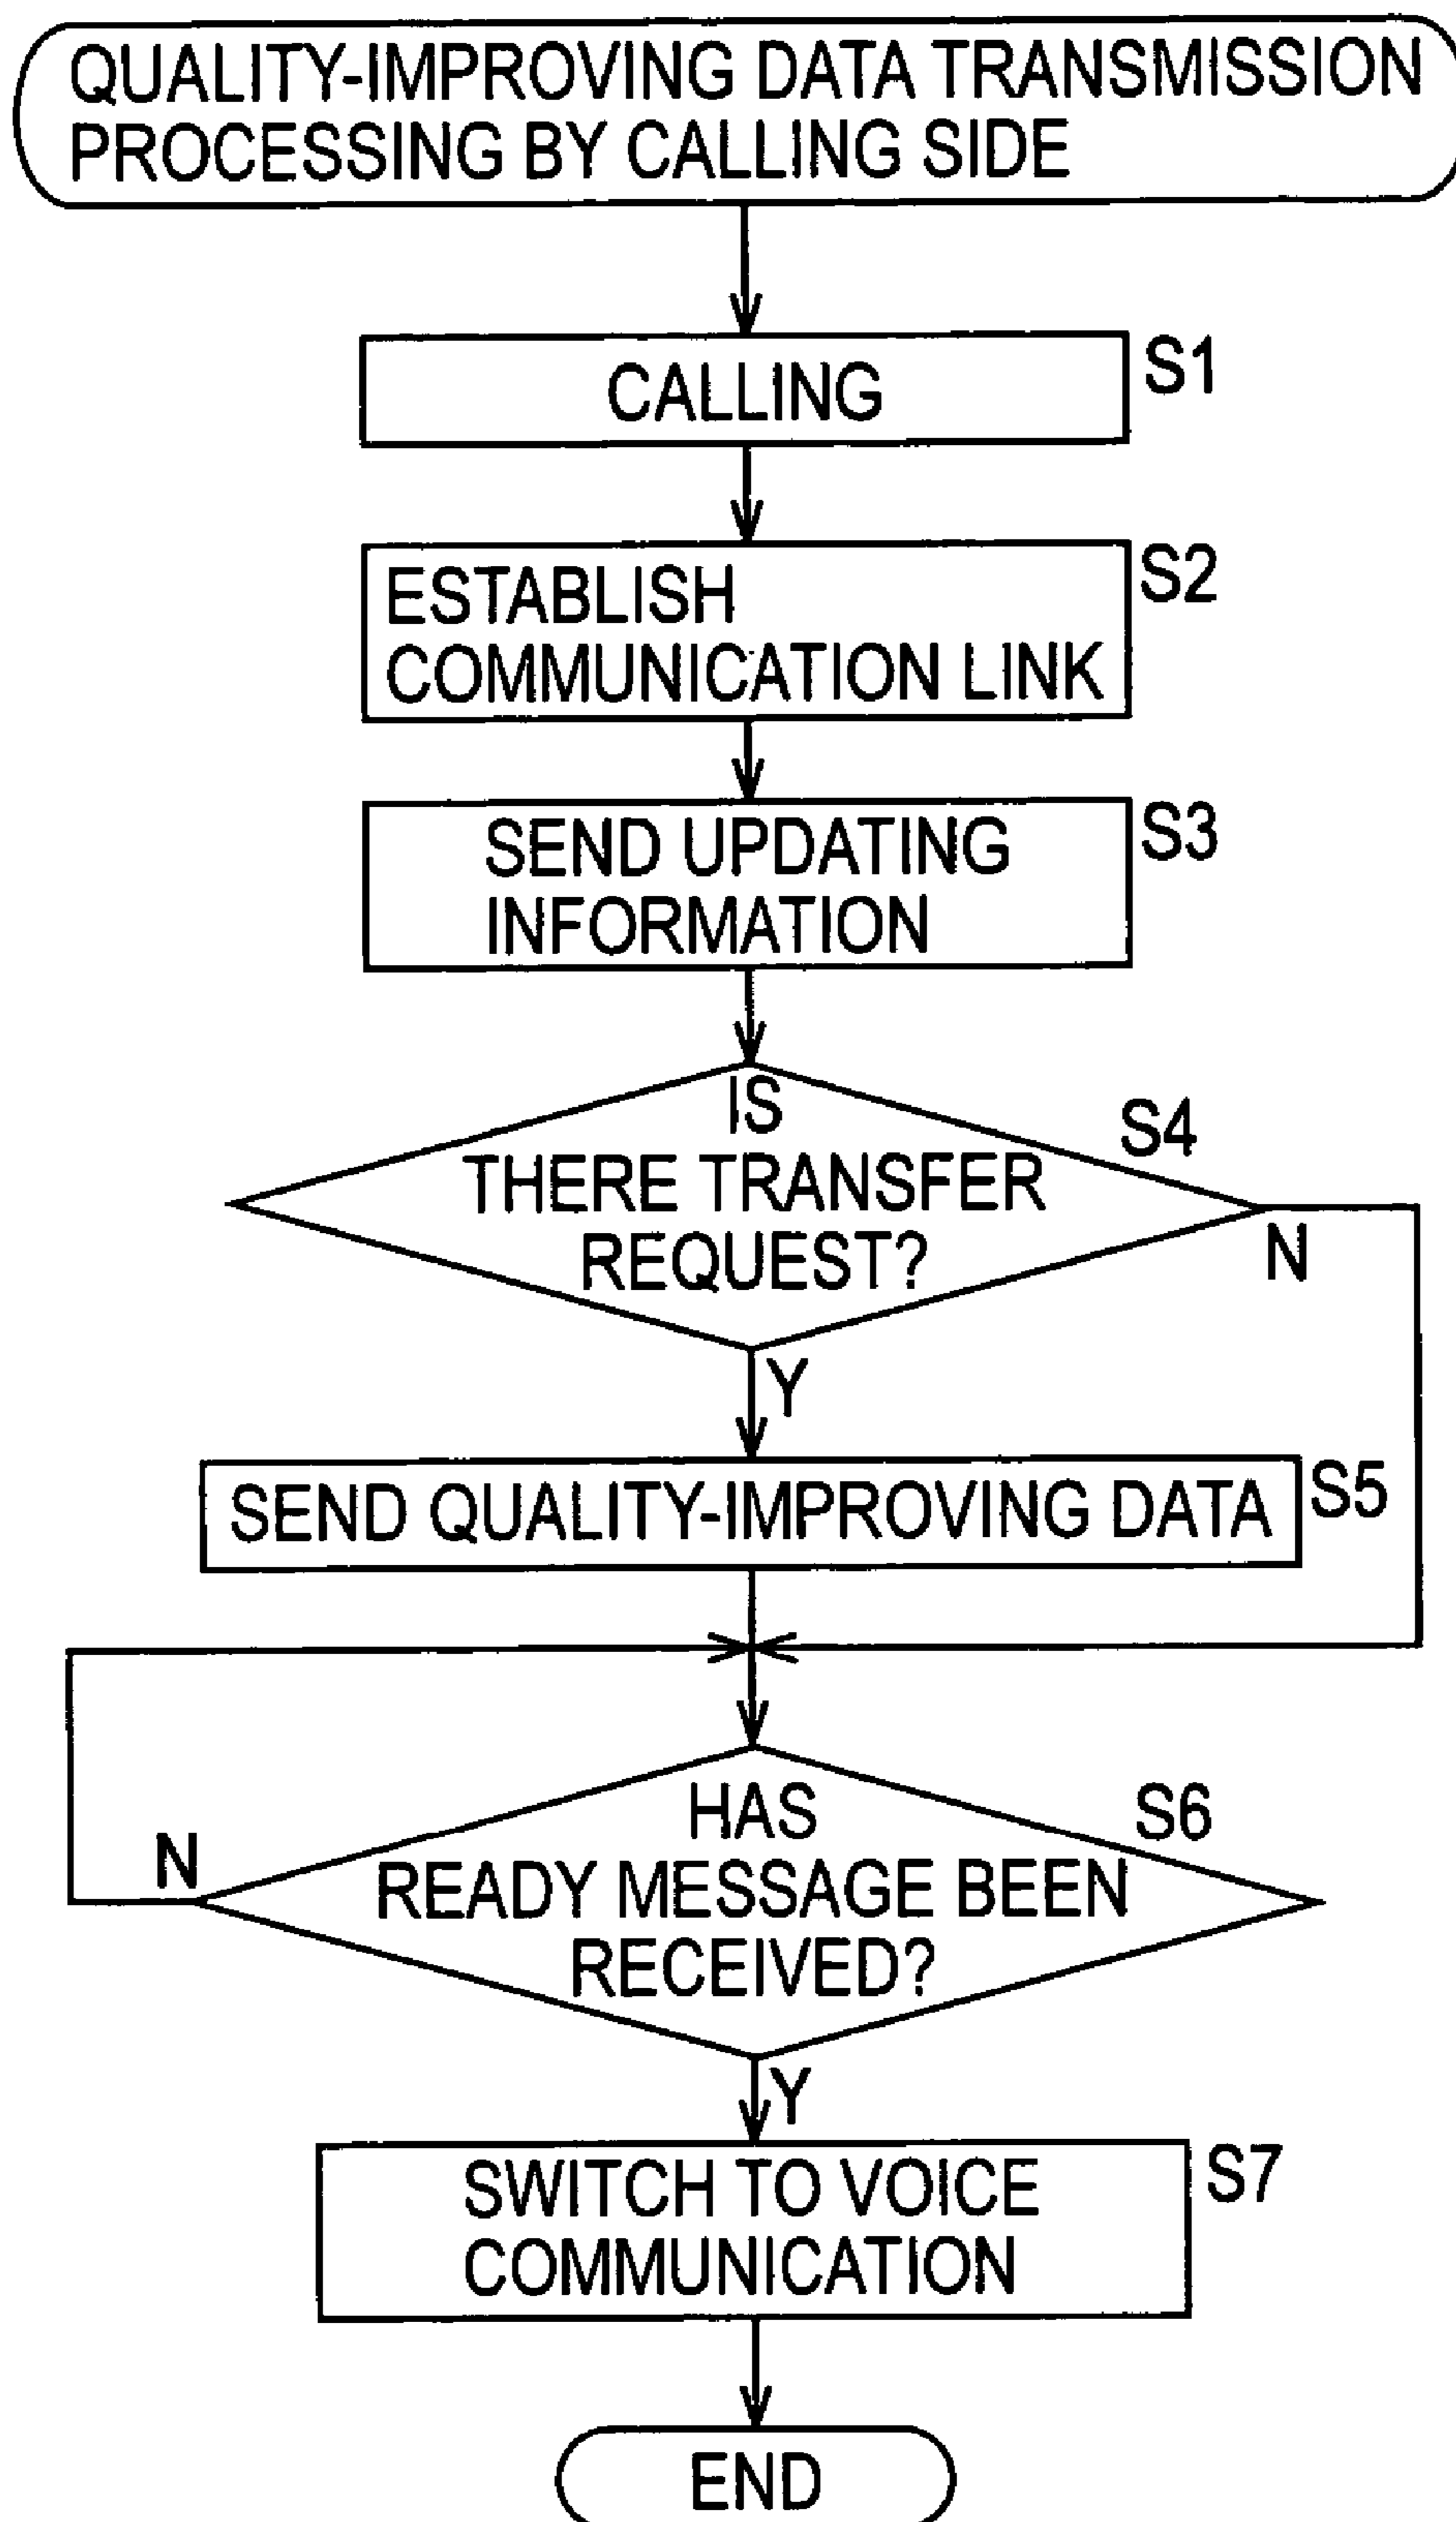 QUALITY-IMPROVING DATA TRANSMISSION
PROCESSING BY CALLING SIDE
CALLING
S1
ESTABLISH
COMMUNICATION LINK
S2
SEND UPDATING
INFORMATION
S3
IS
THERE TRANSFER
REQUEST?
S4
N
Y
SEND QUALITY-IMPROVING DATA
S5
HAS
READY MESSAGE BEEN
RECEIVED?
S6
N
Y
SWITCH TO VOICE
COMMUNICATION
S7
END